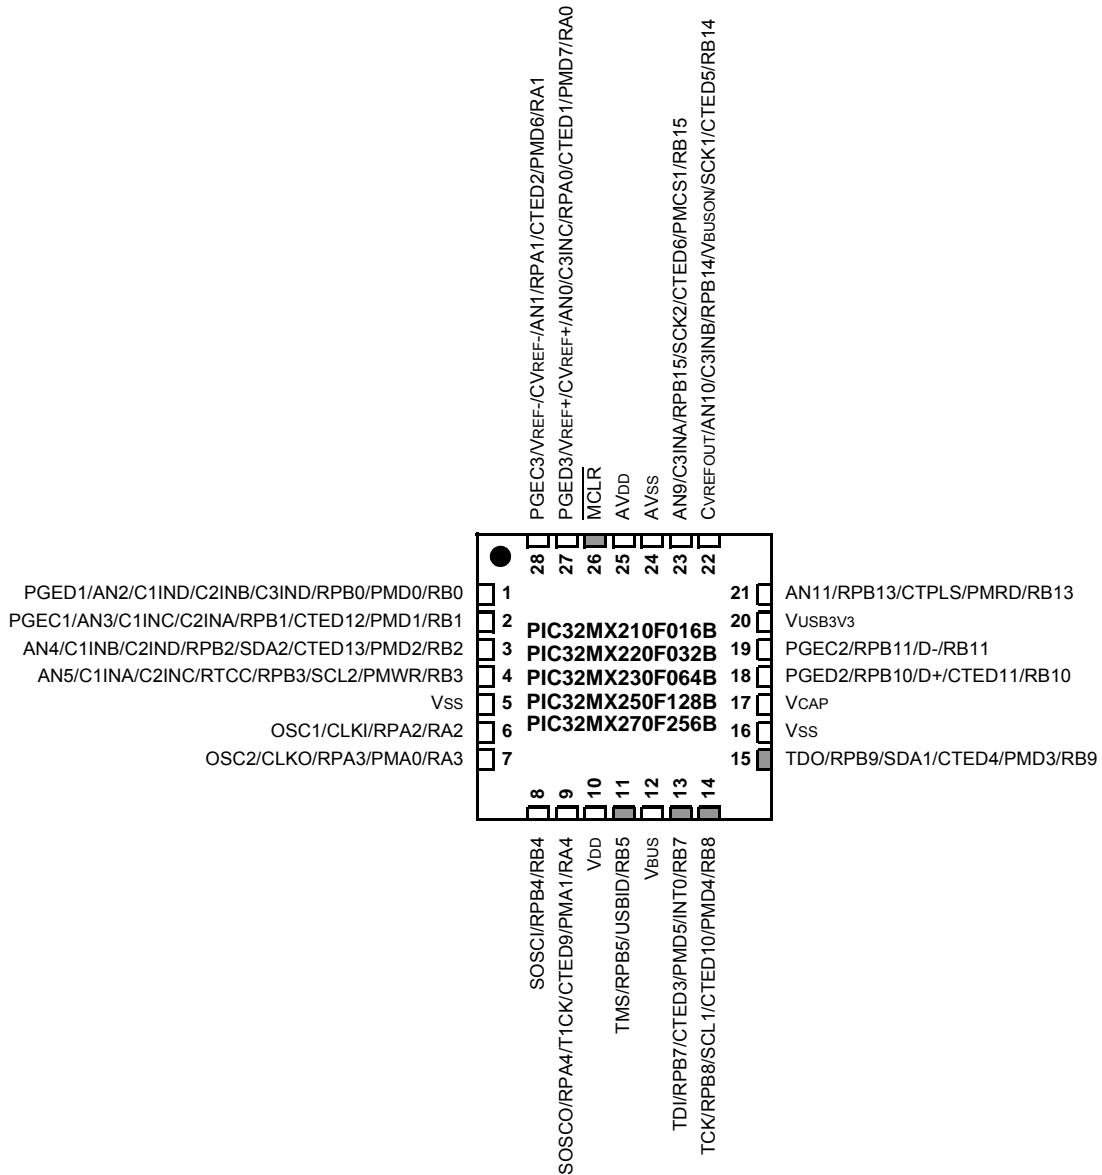 PGEC3/VREF-/CVREF-/AN1/RPA1/CTED2/PMD6/RA1
PGED3/VREF+/CVREF+/AN0/C3INC/RPA0/CTED1/PMD7/RA0
MCLR
AVDD
AVSS
AN9/C3INA/RPB15/SCK2/CTED6/PMCS1/RB15
CVREFOUT/AN10/C3INB/RPB14/VBUSON/SCK1/CTED5/RB14
28
27
26
25
24
23
22
PGED1/AN2/C1IND/C2INB/C3IND/RPB0/PMD0/RB0 1
PGEC1/AN3/C1INC/C2INA/RPB1/CTED12/PMD1/RB1 2
AN4/C1INB/C2IND/RPB2/SDA2/CTED13/PMD2/RB2 3
AN5/C1INA/C2INC/RTCC/RPB3/SCL2/PMWR/RB3 4
VSS 5
OSC1/CLKI/RPA2/RA2 6
OSC2/CLKO/RPA3/PMA0/RA3 7
PIC32MX210F016B
PIC32MX220F032B
PIC32MX230F064B
PIC32MX250F128B
PIC32MX270F256B
21 AN11/RPB13/CTPLS/PMRD/RB13
20 VUSB3V3
19 PGEC2/RPB11/D-/RB11
18 PGED2/RPB10/D+/CTED11/RB10
17 VCAP
16 VSS
15 TDO/RPB9/SDA1/CTED4/PMD3/RB9
8
9
10
11
12
13
14
SOSCI/RPB4/RB4
SOSCO/RPA4/T1CK/CTED9/PMA1/RA4
VDD
TMS/RPB5/USBID/RB5
VBUS
TDI/RPB7/CTED3/PMD5/INT0/RB7
TCK/RPB8/SCL1/CTED10/PMD4/RB8